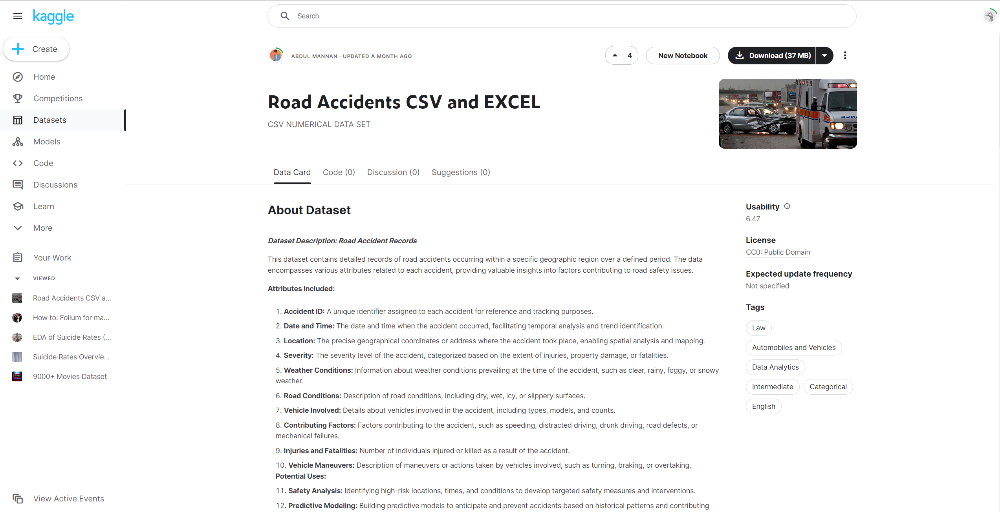 kaggle
Search
Create
Home
Competitions
Datasets
Models
Code
Discussions
Learn
More
Your Work
VIEWED
Road Accidents CSV a...
How to: Folium for ma...
EDA of Suicide Rates (...
Suicide Rates Overvie...
9000+ Movies Dataset
View Active Events
ABDUL MANNAN · UPDATED A MONTH AGO
4
New Notebook
Download (37 MB)
Road Accidents CSV and EXCEL
CSV NUMERICAL DATA SET
Data Card
Code (0)
Discussion (0)
Suggestions (0)
About Dataset
Dataset Description: Road Accident Records
This dataset contains detailed records of road accidents occurring within a specific geographic region over a defined period. The data
encompasses various attributes related to each accident, providing valuable insights into factors contributing to road safety issues.
Attributes Included:
1. Accident ID: A unique identifier assigned to each accident for reference and tracking purposes.
2. Date and Time: The date and time when the accident occurred, facilitating temporal analysis and trend identification.
3. Location: The precise geographical coordinates or address where the accident took place, enabling spatial analysis and mapping.
4. Severity: The severity level of the accident, categorized based on the extent of injuries, property damage, or fatalities.
5. Weather Conditions: Information about weather conditions prevailing at the time of the accident, such as clear, rainy, foggy, or snowy
weather.
6. Road Conditions: Description of road conditions, including dry, wet, icy, or slippery surfaces.
7. Vehicle Involved: Details about vehicles involved in the accident, including types, models, and counts.
8. Contributing Factors: Factors contributing to the accident, such as speeding, distracted driving, drunk driving, road defects, or
mechanical failures.
9. Injuries and Fatalities: Number of individuals injured or killed as a result of the accident.
10. Vehicle Maneuvers: Description of maneuvers or actions taken by vehicles involved, such as turning, braking, or overtaking.
Potential Uses:
11. Safety Analysis: Identifying high-risk locations, times, and conditions to develop targeted safety measures and interventions.
12. Predictive Modeling: Building predictive models to anticipate and prevent accidents based on historical patterns and contributing
Usability
6.47
License
CC0: Public Domain
Expected update frequency
Not specified
Tags
Law
Automobiles and Vehicles
Data Analytics
Intermediate
Categorical
English